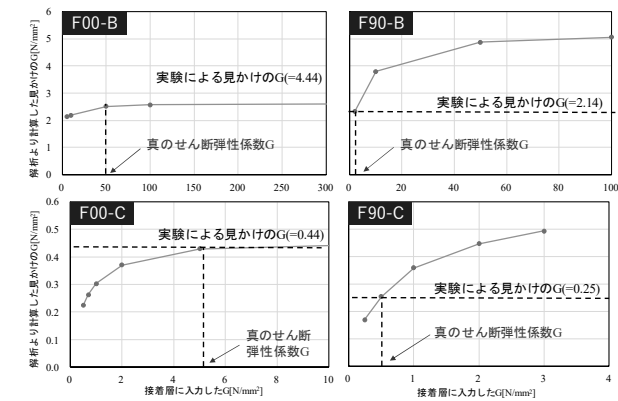 F00-B
解析より計算した見かけのG[N/mm²]
6
5
4
3
2
1
0
実験による見かけのG(=4.44)
真のせん断弾性係数G
0 50 100 150 200 250 300
F90-B
実験による見かけのG(=2.14)
真のせん断弾性係数G
0 20 40 60 80 100
F00-C
解析より計算した見かけのG[N/mm²]
0.6
0.5
0.4
0.3
0.2
0.1
0.0
実験による見かけのG(=0.44)
真のせん断
弾性係数G
0 2 4 6 8 10
接着層に入力したG[N/mm²]
F90-C
実験による見かけのG(=0.25)
真のせん断弾性係数G
0 1 2 3 4
接着層に入力したG[N/mm²]